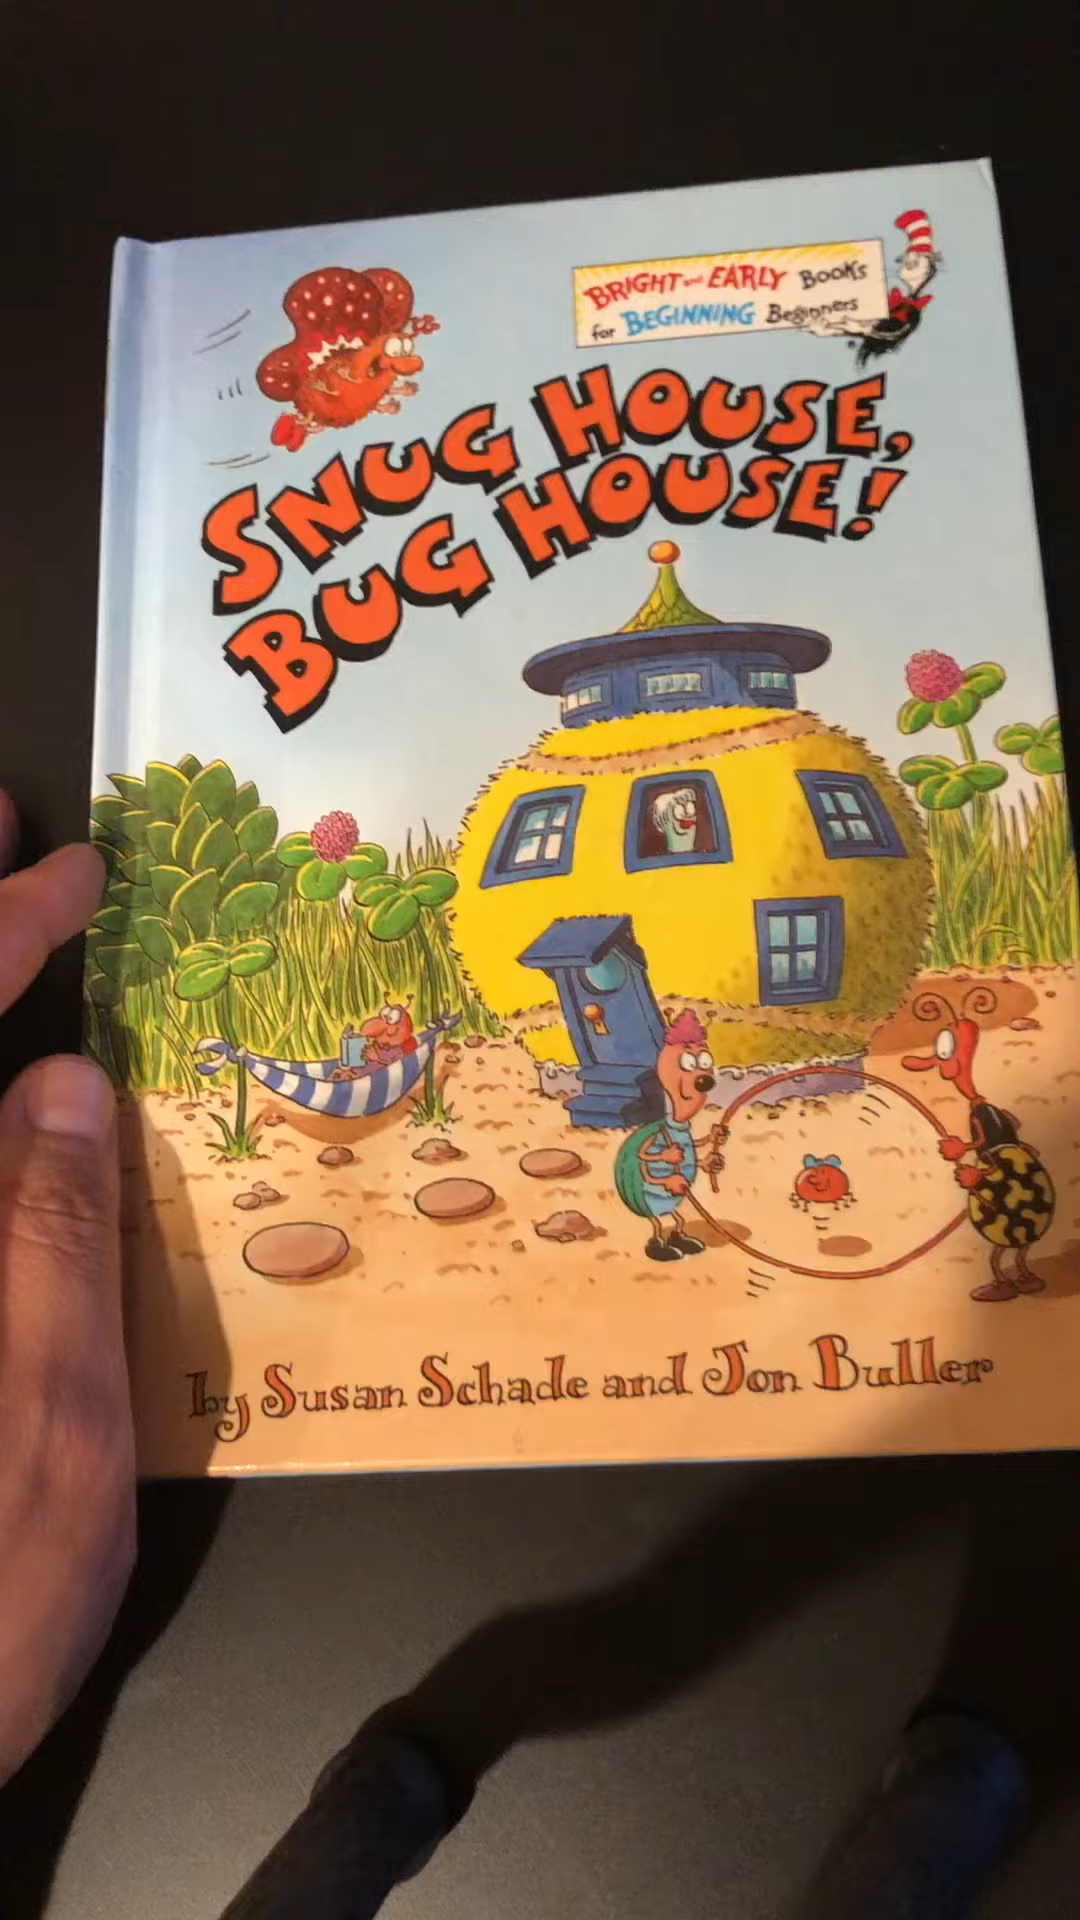 BRIGHT and EARLY BOOKS
for BEGINNING Beginners
SNUG HOUSE,
BUG HOUSE!
by Susan Schade and Jon Buller